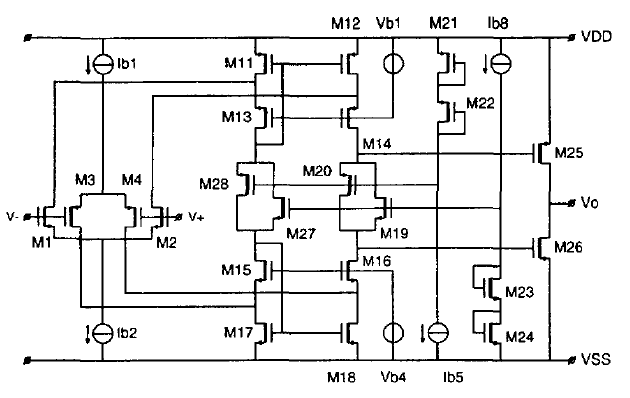 M12 Vb1 M21 Ib8
VDD
Ib1 M11
M22
M13
M14
M25
M3 M4 M28 M20
V- V+ Vo
M1 M2 M27 M19
M26
M15 M16
M23
Ib2 M17
M24
VSS
M18 Vb4 Ib5